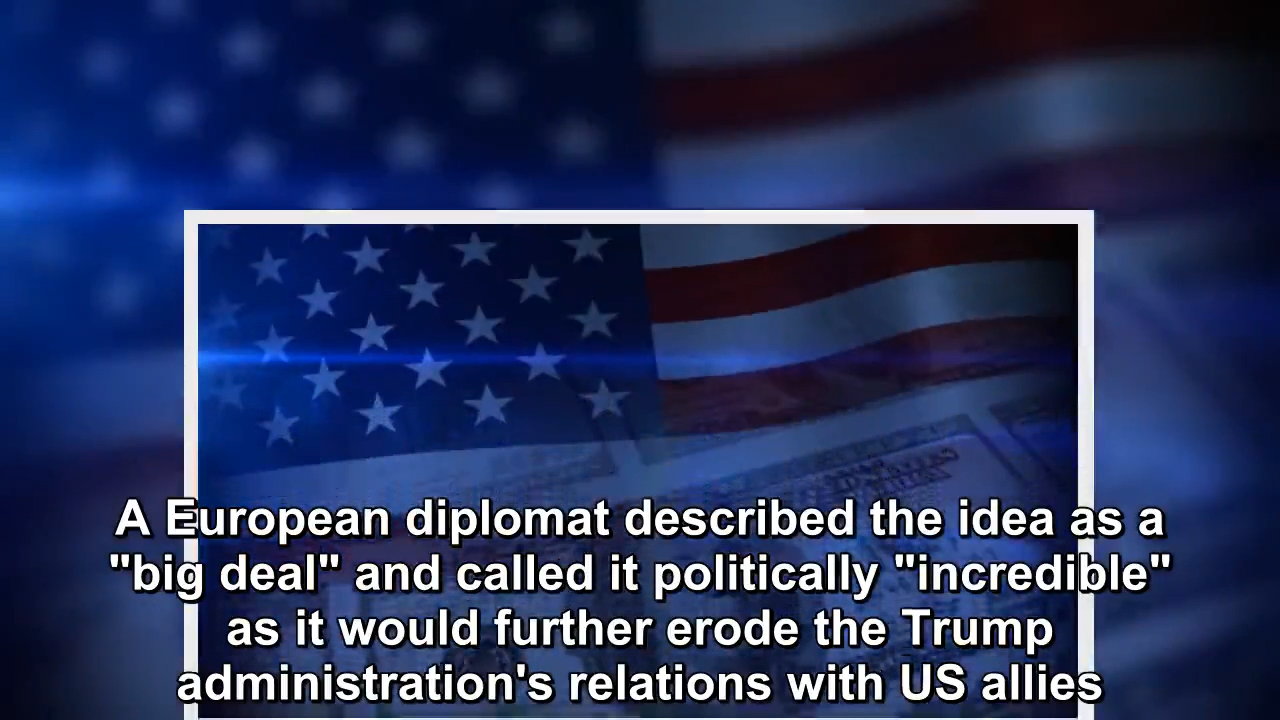 A European diplomat described the idea as a
"big deal" and called it politically "incredible"
as it would further erode the Trump
administration's relations with US allies